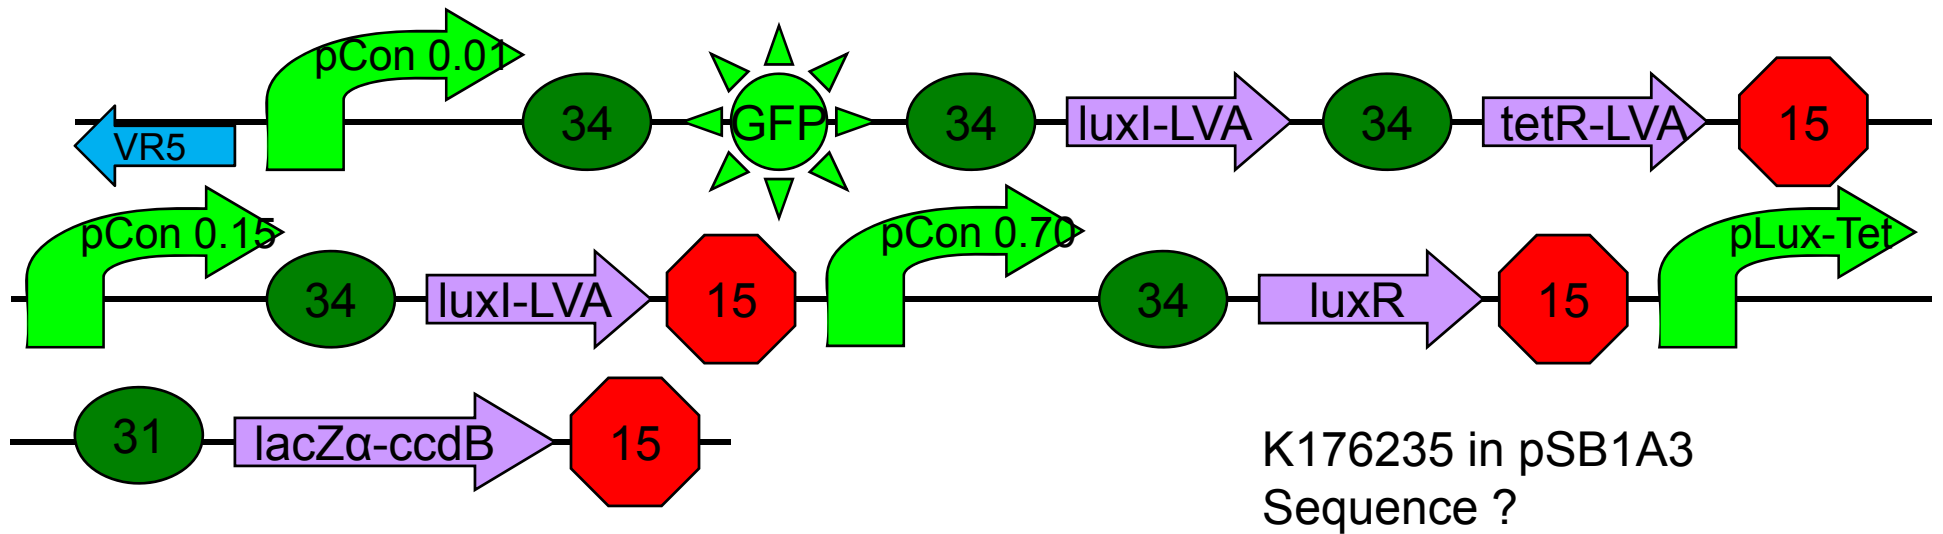 pCon 0.01
VR5
34
GFP
34
luxI-LVA
34
tetR-LVA
15
pCon 0.15
34
luxI-LVA
15
pCon 0.70
34
luxR
15
pLux-Tet
31
lacZα-ccdB
15
K176235 in pSB1A3
Sequence ?